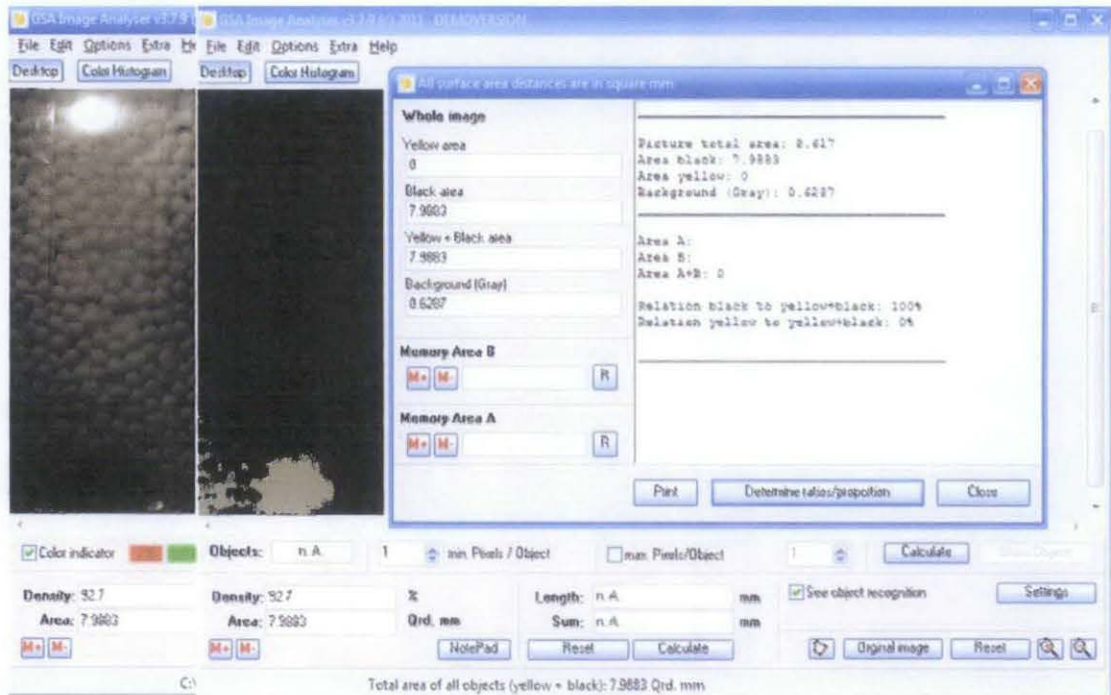 GSA Image Analyser v3.7.9
GSA Image Analyser v3.7.9 (c) 2011 - DEMOVERSION
File Edit Options Extra He
File Edit Options Extra Help
Desktop Color Histogram
Desktop Color Histogram
All surface area distances are in square mm
Whole image
Yellow area
0
Black area
7.9883
Yellow + Black area
7.9883
Background (Gray)
0.6287
Memory Area B
M+ M- R
Memory Area A
M+ M- R
Picture total area: 8.617
Area black: 7.9883
Area yellow: 0
Background (Gray): 0.6287
Area A:
Area B:
Area A+B: 0
Relation black to yellow+black: 100%
Relation yellow to yellow+black: 0%
Print Determine ratios/proportion Close
Color indicator
Objects: n.A. 1 min. Pixels / Object max. Pixels/Object 1 Calculate
Density: 92.7
Area: 7.9883
M+ M-
Density: 92.7 %
Area: 7.9883 Qrd. mm
M+ M- NotePad
Length: n.A. mm
Sum: n.A. mm
Reset Calculate
See object recognition Settings
Orginal image Reset
C:\
Total area of all objects (yellow + black): 7.9883 Qrd. mm